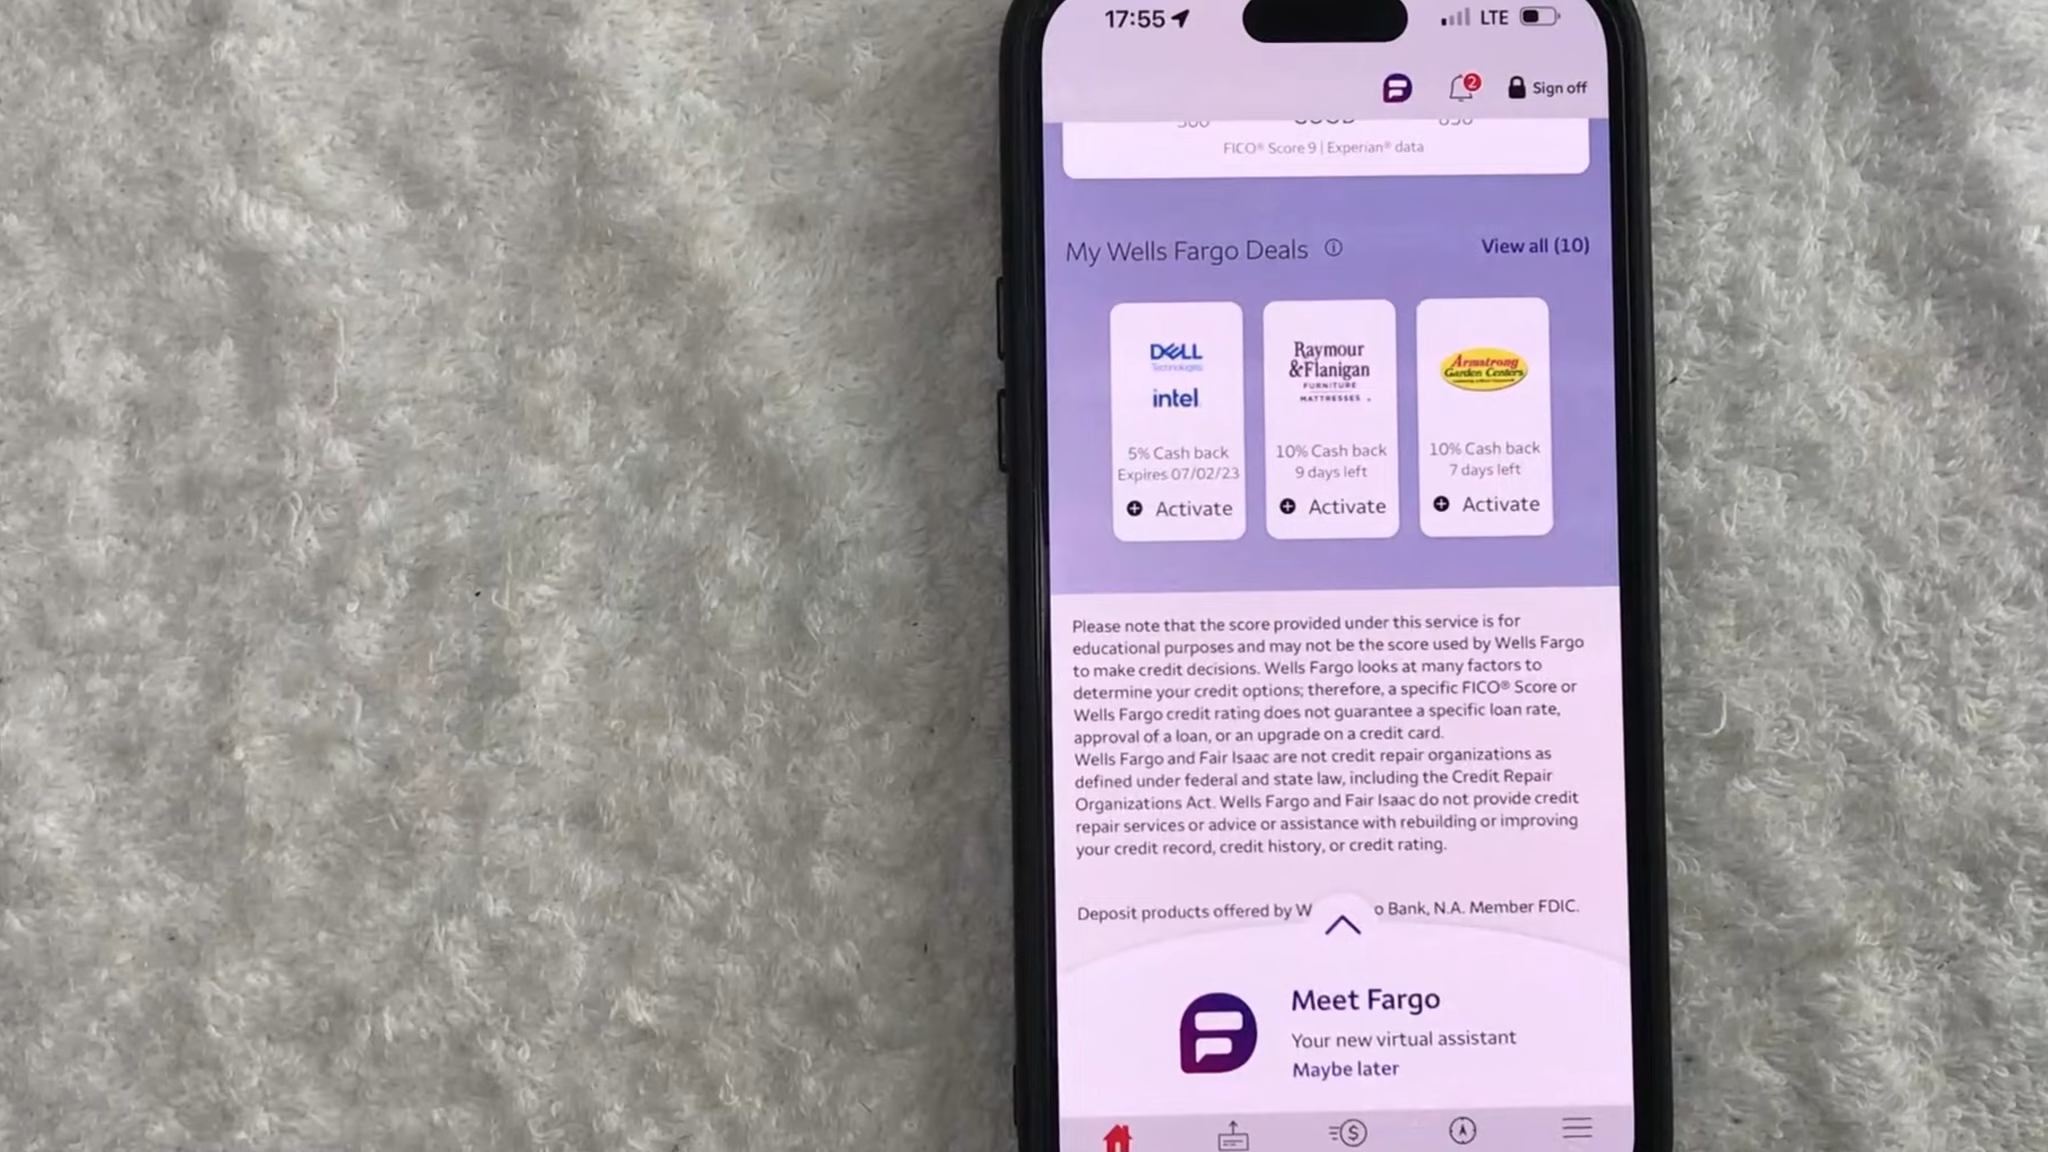 17:55 LTE
2
Sign off
FICO® Score 9 | Experian® data
My Wells Fargo Deals
View all (10)
DELL
Technologies
intel
5% Cash back
Expires 07/02/23
Activate
Raymour
&Flanigan
FURNITURE
MATTRESSES
10% Cash back
9 days left
Activate
Armstrong
Garden Centers
10% Cash back
7 days left
Activate
Please note that the score provided under this service is for
educational purposes and may not be the score used by Wells Fargo
to make credit decisions. Wells Fargo looks at many factors to
determine your credit options; therefore, a specific FICO® Score or
Wells Fargo credit rating does not guarantee a specific loan rate,
approval of a loan, or an upgrade on a credit card.
Wells Fargo and Fair Isaac are not credit repair organizations as
defined under federal and state law, including the Credit Repair
Organizations Act. Wells Fargo and Fair Isaac do not provide credit
repair services or advice or assistance with rebuilding or improving
your credit record, credit history, or credit rating.
Deposit products offered by W o Bank, N.A. Member FDIC.
Meet Fargo
Your new virtual assistant
Maybe later